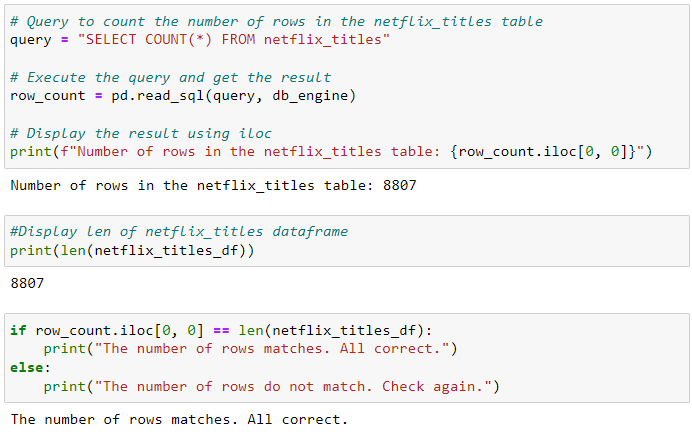 # Query to count the number of rows in the netflix_titles table
query = "SELECT COUNT(*) FROM netflix_titles"
# Execute the query and get the result
row_count = pd.read_sql(query, db_engine)
# Display the result using iloc
print(f"Number of rows in the netflix_titles table: {row_count.iloc[0, 0]}")
Number of rows in the netflix_titles table: 8807
#Display len of netflix_titles dataframe
print(len(netflix_titles_df))
8807
if row_count.iloc[0, 0] == len(netflix_titles_df):
    print("The number of rows matches. All correct.")
else:
    print("The number of rows do not match. Check again.")
The number of rows matches. All correct.